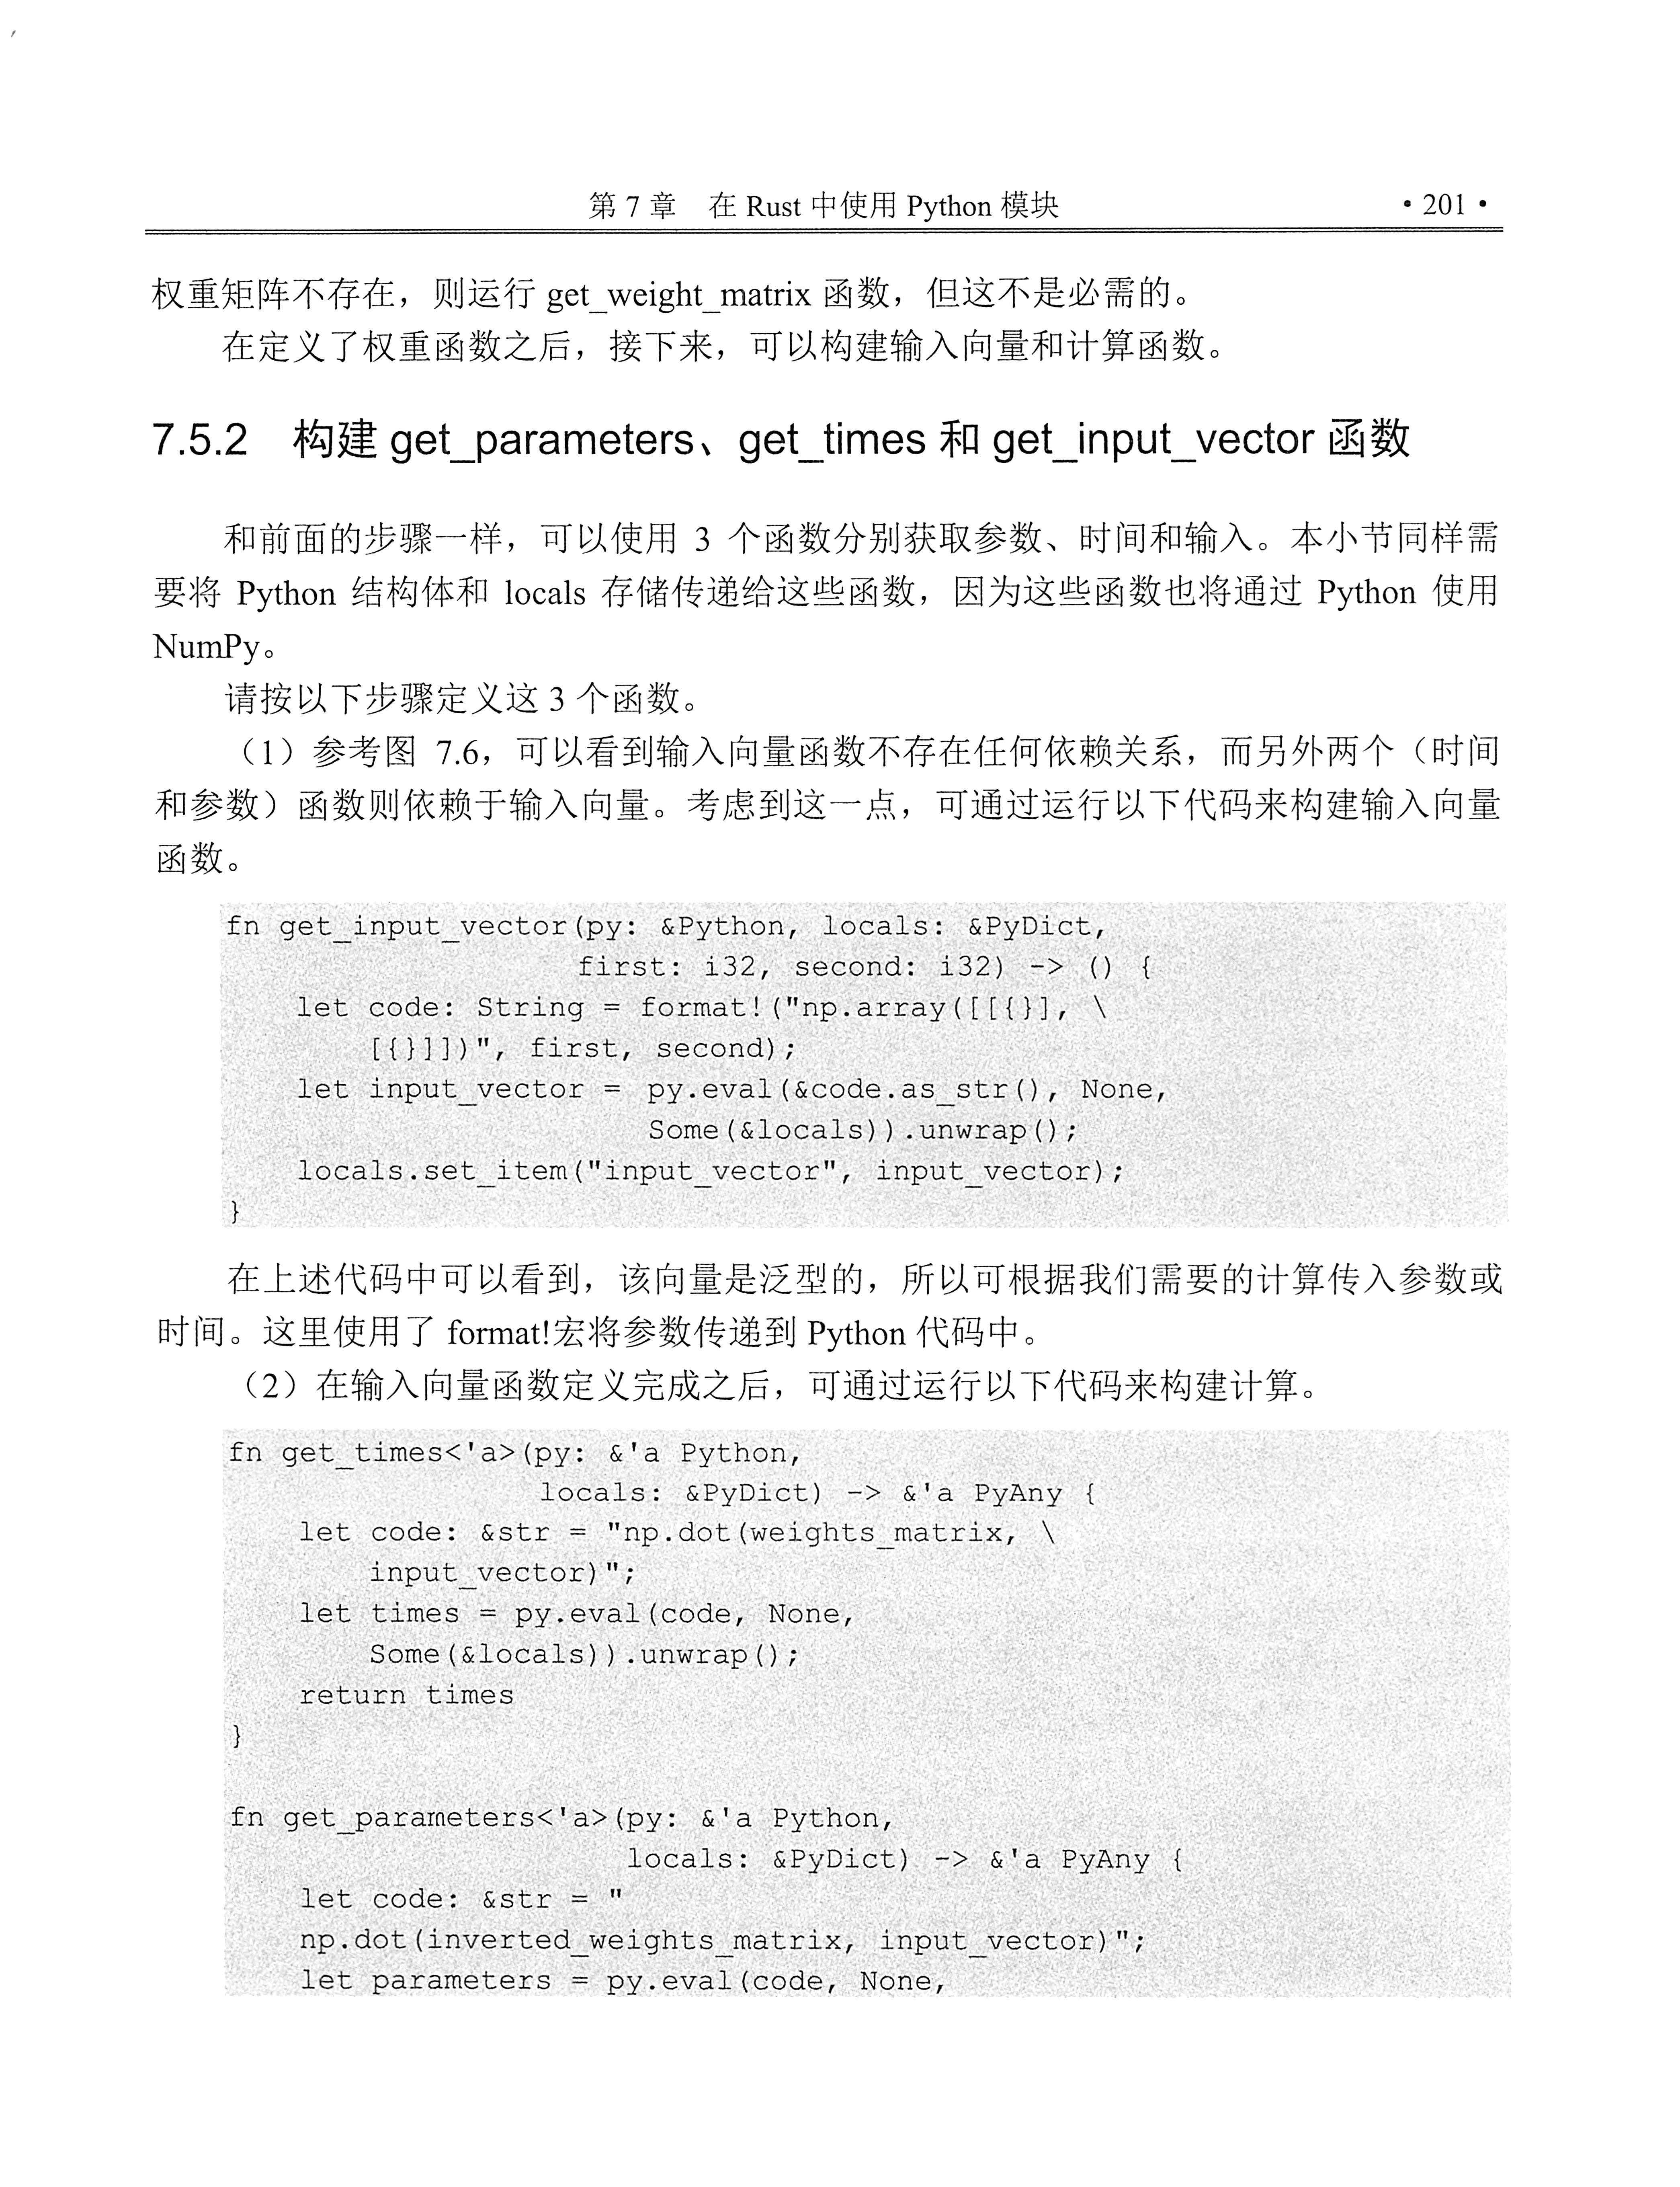 第 7 章 在 Rust 中使用 Python 模块 • 201 •
权重矩阵不存在，则运行 get_weight_matrix 函数，但这不是必需的。
在定义了权重函数之后，接下来，可以构建输入向量和计算函数。
7.5.2 构建 get_parameters、get_times 和 get_input_vector 函数
和前面的步骤一样，可以使用 3 个函数分别获取参数、时间和输入。本小节同样需
要将 Python 结构体和 locals 存储传递给这些函数，因为这些函数也将通过 Python 使用
NumPy。
请按以下步骤定义这 3 个函数。
（1）参考图 7.6，可以看到输入向量函数不存在任何依赖关系，而另外两个（时间
和参数）函数则依赖于输入向量。考虑到这一点，可通过运行以下代码来构建输入向量
函数。
fn get_input_vector(py: &Python, locals: &PyDict,
                    first: i32, second: i32) -> () {
    let code: String = format!("np.array([[{}], \
        [{}]])", first, second);
    let input_vector =  py.eval(&code.as_str(), None,
                        Some(&locals)).unwrap();
    locals.set_item("input_vector", input_vector);
}
在上述代码中可以看到，该向量是泛型的，所以可根据我们需要的计算传入参数或
时间。这里使用了 format!宏将参数传递到 Python 代码中。
（2）在输入向量函数定义完成之后，可通过运行以下代码来构建计算。
fn get_times<'a>(py: &'a Python,
                 locals: &PyDict) -> &'a PyAny {
    let code: &str = "np.dot(weights_matrix, \
        input_vector)";
    let times = py.eval(code, None,
        Some(&locals)).unwrap();
    return times
}
fn get_parameters<'a>(py: &'a Python,
                      locals: &PyDict) -> &'a PyAny {
    let code: &str = "
    np.dot(inverted_weights_matrix, input_vector)";
    let parameters = py.eval(code, None,